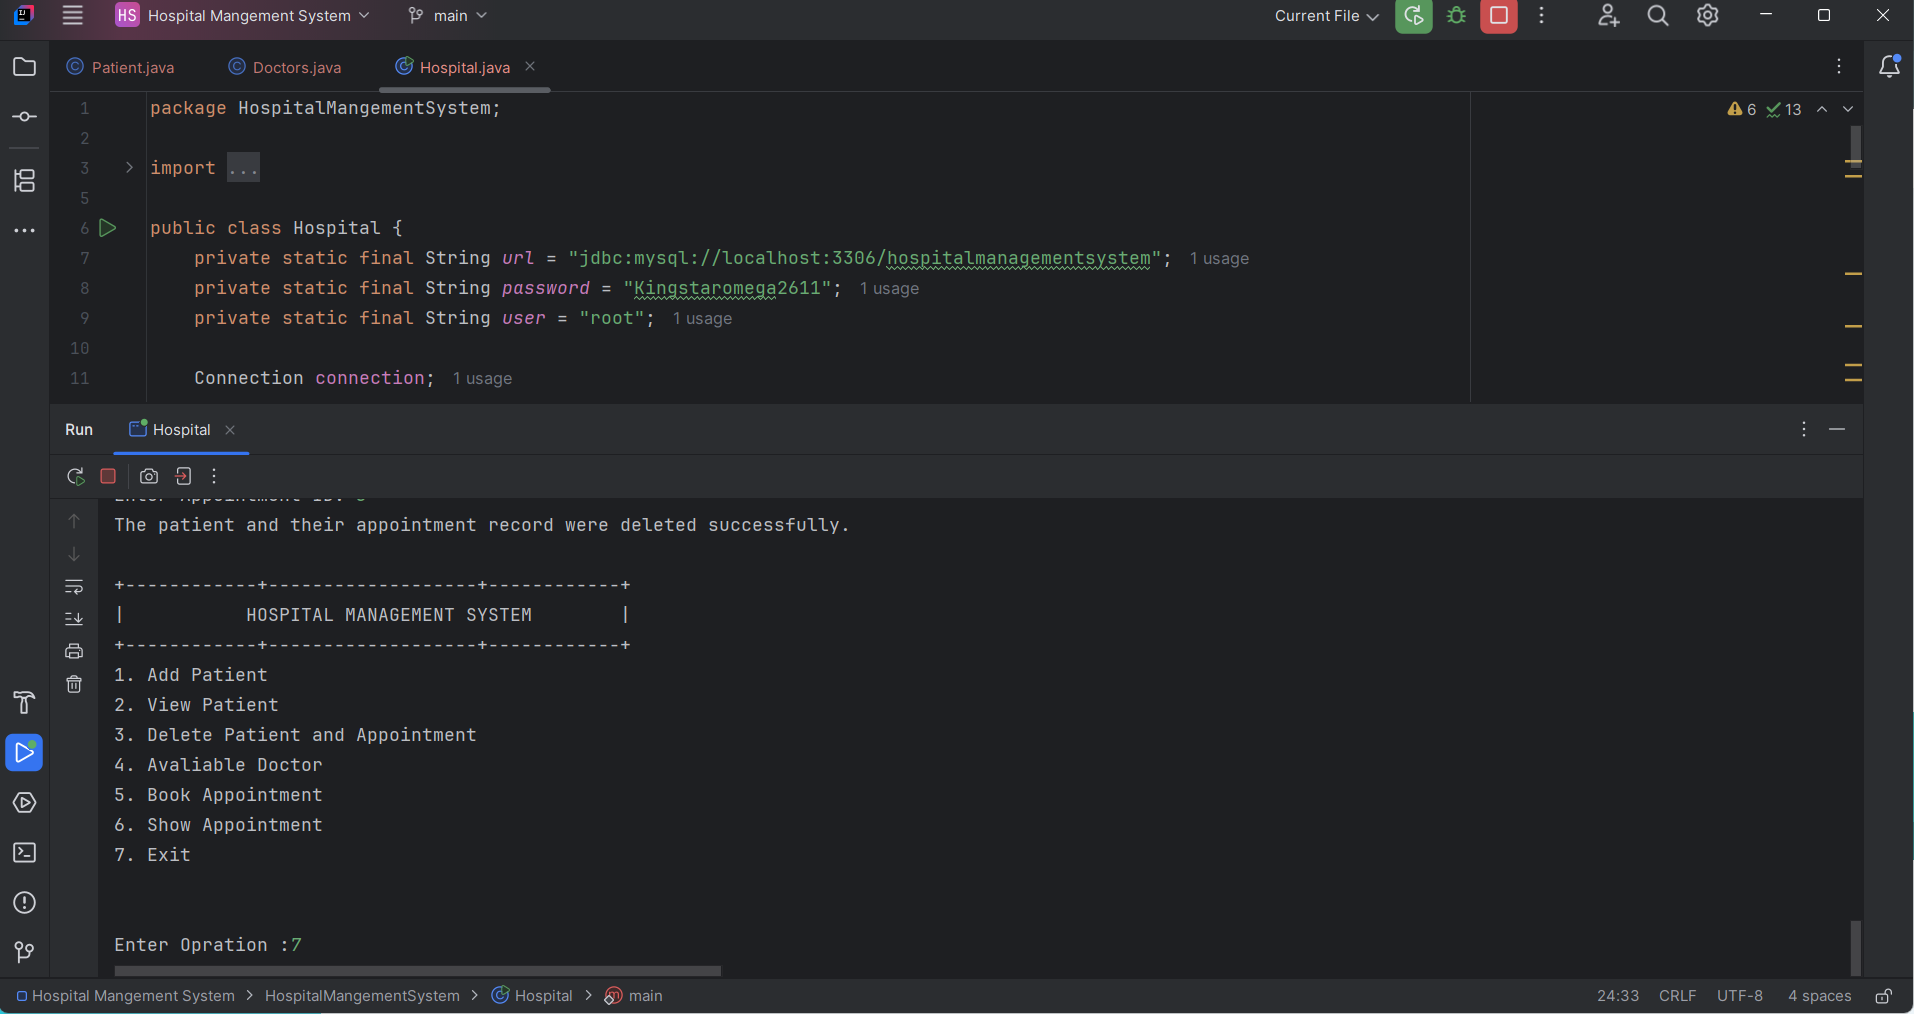 HS Hospital Mangement System main Current File
Patient.java Doctors.java Hospital.java
1 package HospitalMangementSystem; 6 13
2
3 import ...
5
6 public class Hospital {
7 private static final String url = "jdbc:mysql://localhost:3306/hospitalmanagementsystem"; 1 usage
8 private static final String password = "Kingstaromega2611"; 1 usage
9 private static final String user = "root"; 1 usage
10
11 Connection connection; 1 usage
Run Hospital
Enter Appointment ID:
The patient and their appointment record were deleted successfully.
+------------+-------------------+------------+
| HOSPITAL MANAGEMENT SYSTEM |
+------------+-------------------+------------+
1. Add Patient
2. View Patient
3. Delete Patient and Appointment
4. Avaliable Doctor
5. Book Appointment
6. Show Appointment
7. Exit
Enter Opration :7
Hospital Mangement System > HospitalMangementSystem > Hospital > main 24:33 CRLF UTF-8 4 spaces